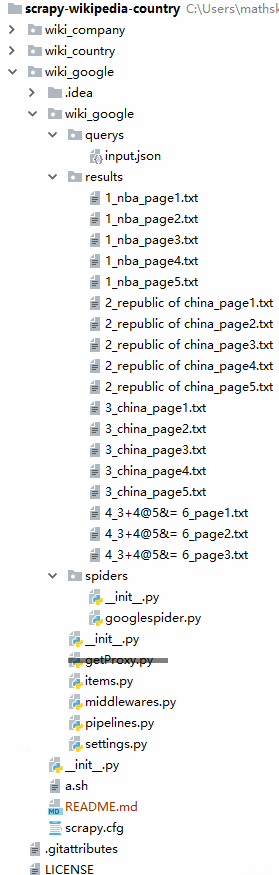 scrapy-wikipedia-country C:\Users\mathsk
wiki_company
wiki_country
wiki_google
.idea
wiki_google
querys
input.json
results
1_nba_page1.txt
1_nba_page2.txt
1_nba_page3.txt
1_nba_page4.txt
1_nba_page5.txt
2_republic of china_page1.txt
2_republic of china_page2.txt
2_republic of china_page3.txt
2_republic of china_page4.txt
2_republic of china_page5.txt
3_china_page1.txt
3_china_page2.txt
3_china_page3.txt
3_china_page4.txt
3_china_page5.txt
4_3+4@5&= 6_page1.txt
4_3+4@5&= 6_page2.txt
4_3+4@5&= 6_page3.txt
spiders
__init__.py
googlespider.py
__init__.py
getProxy.py
items.py
middlewares.py
pipelines.py
settings.py
__init__.py
a.sh
README.md
scrapy.cfg
.gitattributes
LICENSE